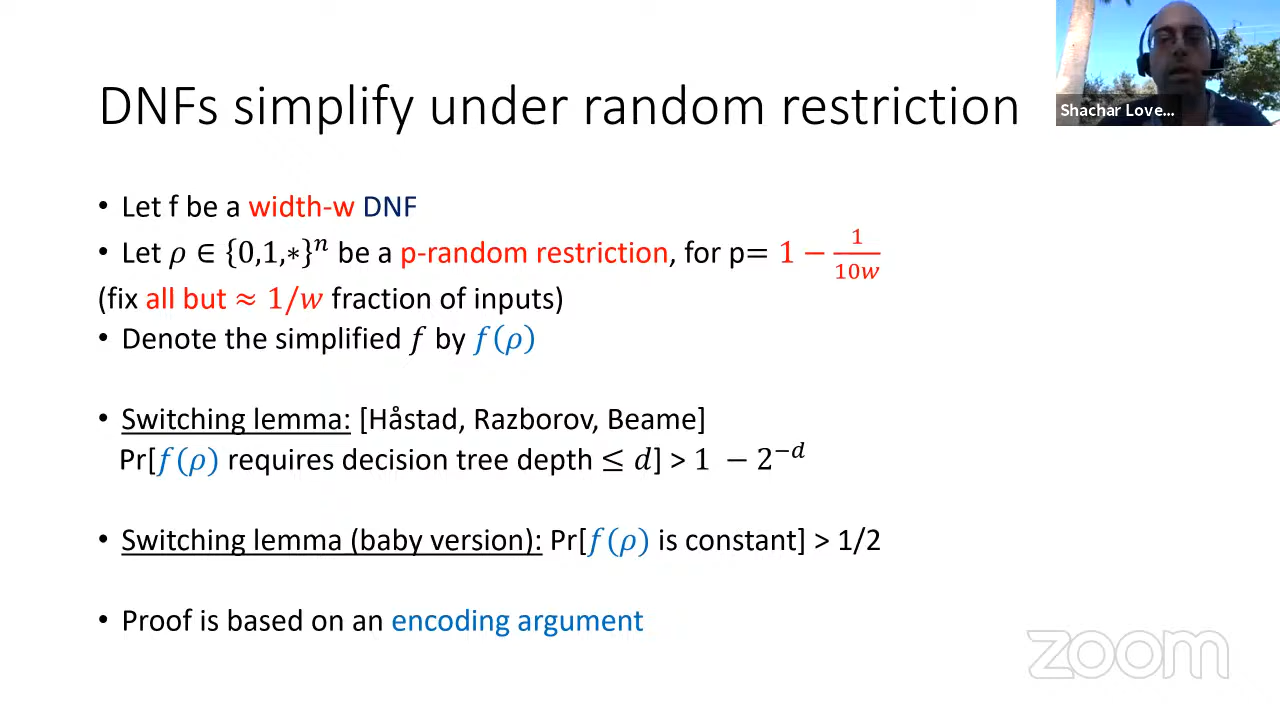 DNFs simplify under random restriction
Shachar Love...
• Let f be a width-w DNF
• Let ρ ∈ {0,1,∗}ⁿ be a p-random restriction, for p= 1 − 1/(10w)
(fix all but ≈ 1/w fraction of inputs)
• Denote the simplified f by f(ρ)
• Switching lemma: [Håstad, Razborov, Beame]
Pr[f(ρ) requires decision tree depth ≤ d] > 1 − 2⁻ᵈ
• Switching lemma (baby version): Pr[f(ρ) is constant] > 1/2
• Proof is based on an encoding argument
zoom